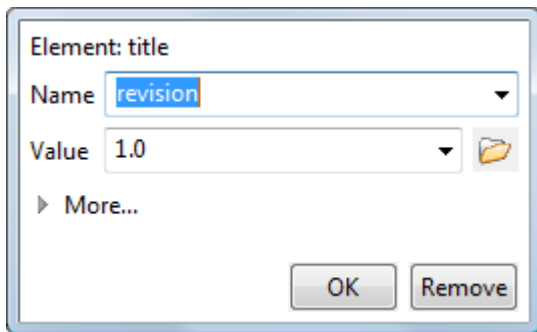 Element: title
Name revision
Value 1.0
More...
OK Remove